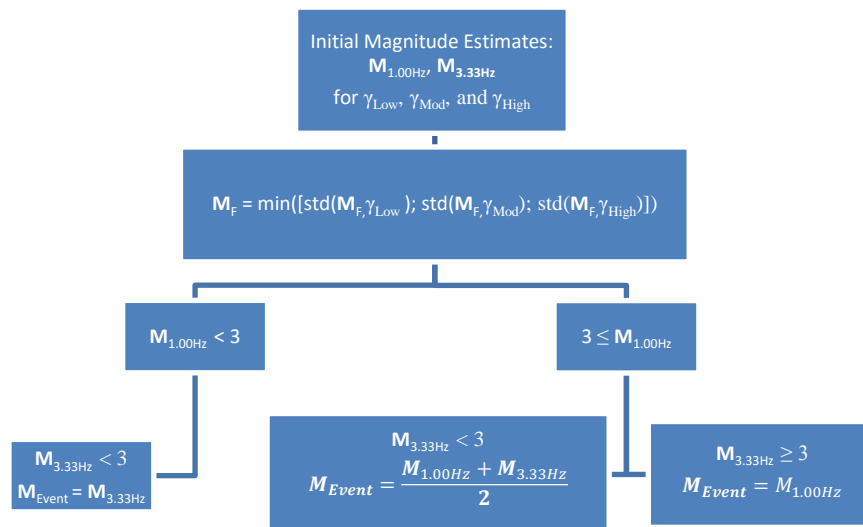 Initial Magnitude Estimates:
M1.00Hz, M3.33Hz
for γLow, γMod, and γHigh
MF = min([std(MF,γLow ); std(MF,γMod); std(MF,γHigh)])
M1.00Hz < 3
3 ≤ M1.00Hz
M3.33Hz < 3
MEvent = M3.33Hz
M3.33Hz < 3
MEvent = (M1.00Hz + M3.33Hz) / 2
M3.33Hz ≥ 3
MEvent = M1.00Hz